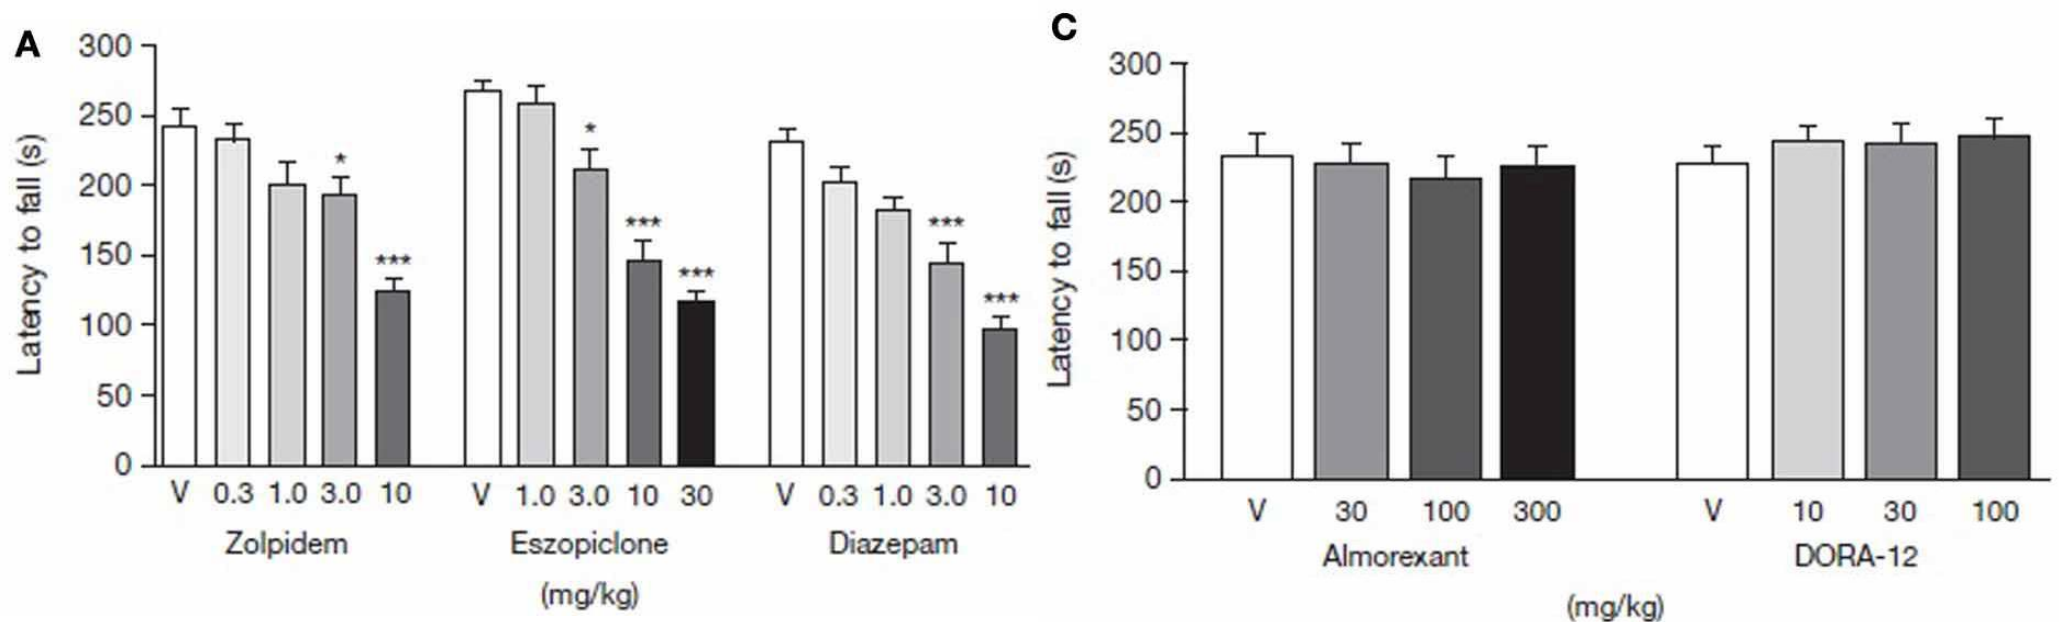 A
Latency to fall (s)
300
250
200
150
100
50
0
*
***
*
***
***
***
***
V 0.3 1.0 3.0 10 V 1.0 3.0 10 30 V 0.3 1.0 3.0 10
Zolpidem Eszopiclone Diazepam
(mg/kg)
C
Latency to fall (s)
300
250
200
150
100
50
0
V 30 100 300 V 10 30 100
Almorexant DORA-12
(mg/kg)